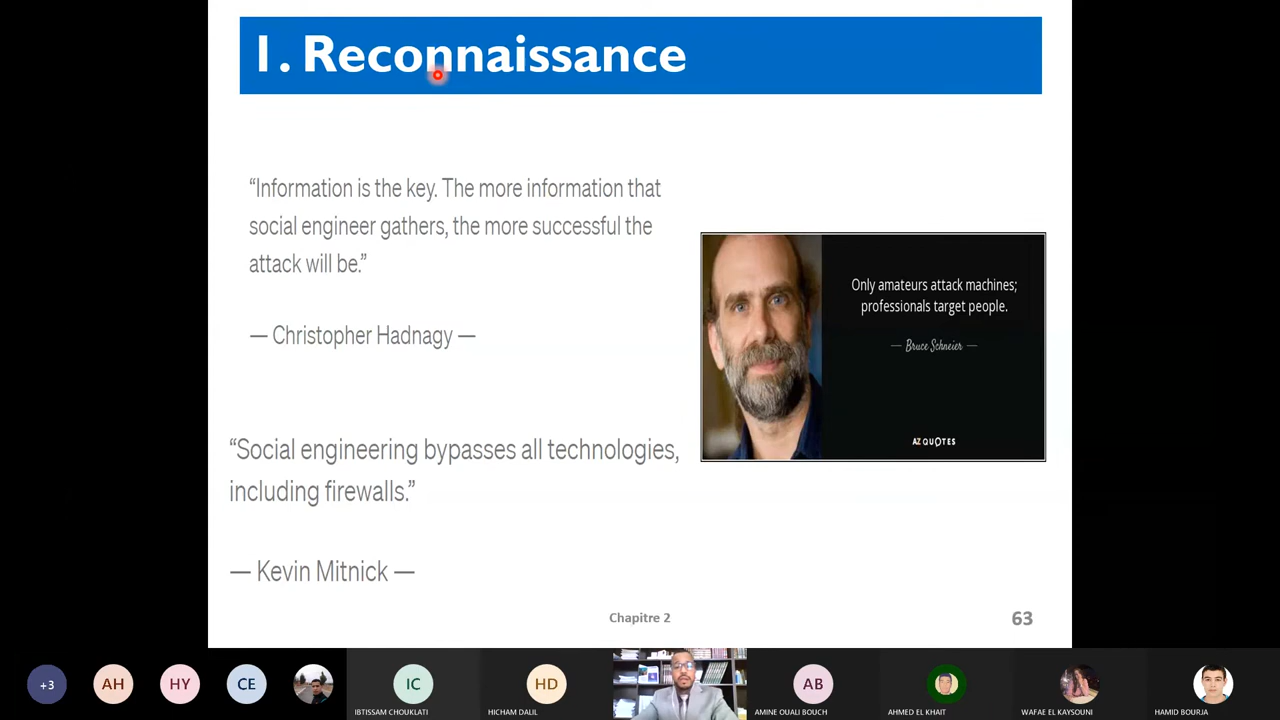 1. Reconnaissance
“Information is the key. The more information that
social engineer gathers, the more successful the
attack will be.”
— Christopher Hadnagy —
Only amateurs attack machines;
professionals target people.
— Bruce Schneier —
AZ QUOTES
“Social engineering bypasses all technologies,
including firewalls.”
— Kevin Mitnick —
Chapitre 2
63
+3
AH
HY
CE
IC
HD
AB
IBTISSAM CHOUKLATI
HICHAM DALIL
AMINE OUALI BOUCH
AHMED EL KHAIT
WAFAE EL KAYSOUNI
HAMID BOURJA